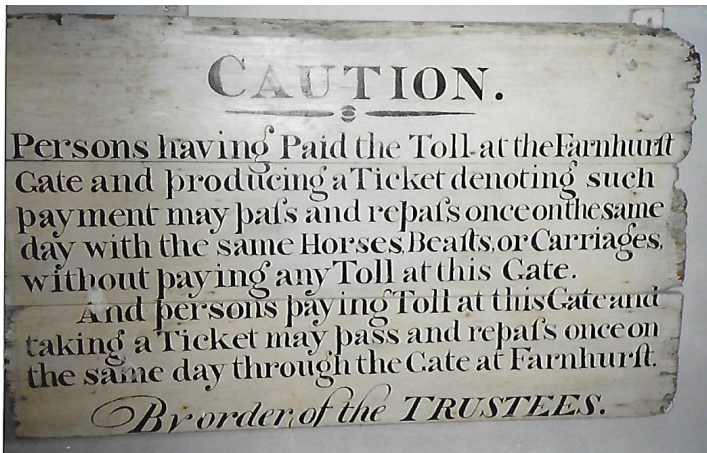 CAUTION.
Persons having Paid the Toll at the Farnhurſt
Gate and producing a Ticket denoting such
payment may paſs and repaſs once on the same
day with the same Horses, Beaſts, or Carriages,
without paying any Toll at this Gate.
And persons paying Toll at this Gate and
taking a Ticket may pass and repaſs once on
the same day through the Gate at Farnhurſt.
By order, of the TRUSTEES.